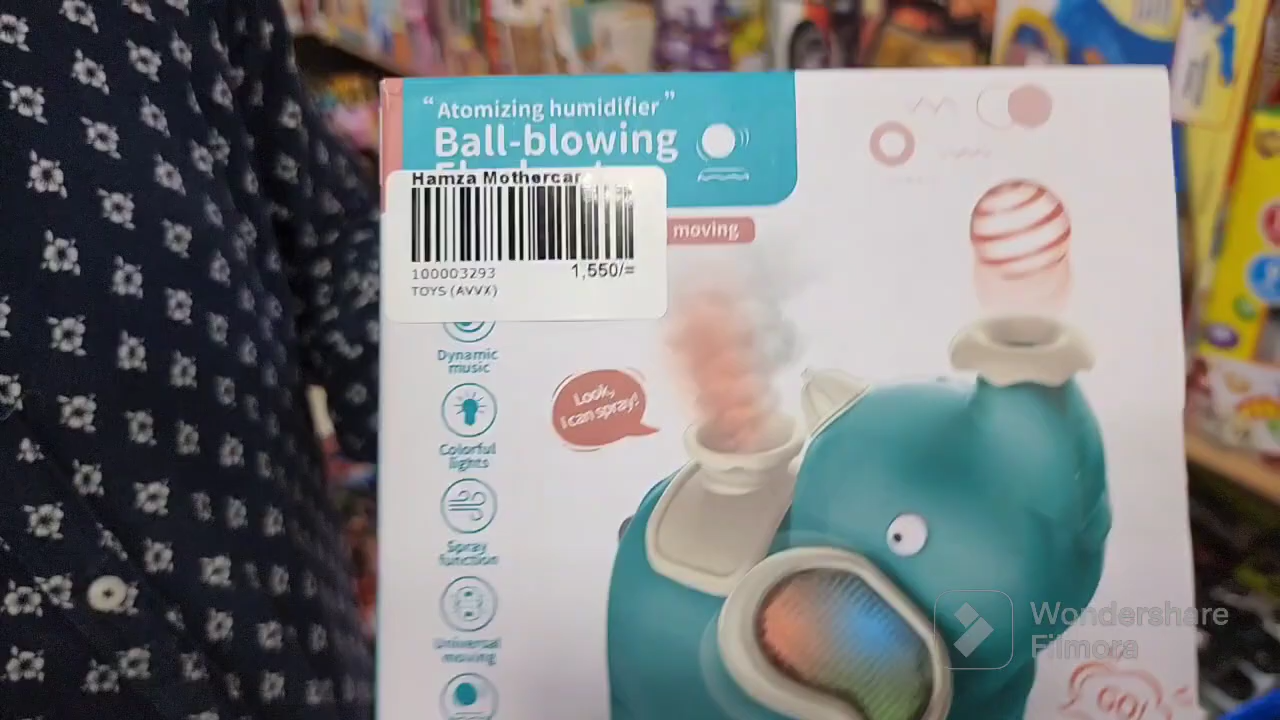 “Atomizing humidifier”
Ball-blowing
Hamza Mothercar
100003293
1,550/=
TOYS (AVVX)
moving
Dynamic
music
Look,
I can spray!
Colorful
lights
Spray
function
Universal
moving
GO!
Wondershare
Filmora